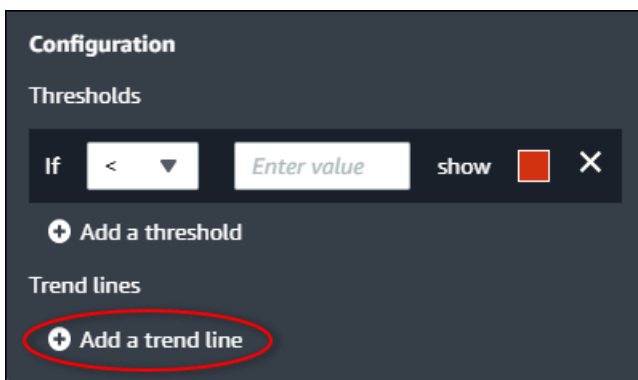 Configuration
Thresholds
If < Enter value show
Add a threshold
Trend lines
Add a trend line